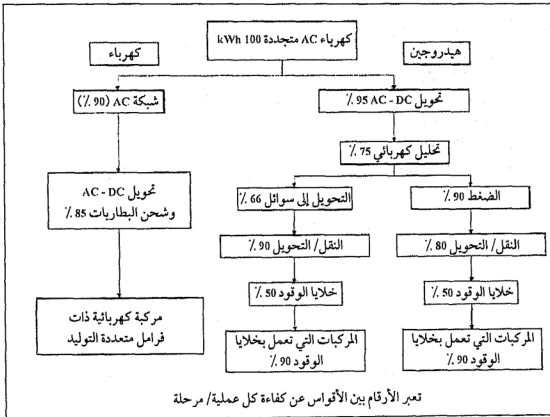 كهرباء AC متجددة 100 kWh
هيدروجين
كهرباء
تحويل AC - DC 95 ٪
شبكة AC (90 ٪)
تحليل كهربائي 75 ٪
الضغط 90 ٪
التحويل إلى سوائل 66 ٪
تحويل AC - DC
وشحن البطاريات 85 ٪
النقل/ التحويل 80 ٪
النقل/ التحويل 90 ٪
خلايا الوقود 50 ٪
خلايا الوقود 50 ٪
مركبة كهربائية ذات
فرامل متعددة التوليد
المركبات التي تعمل بخلايا
الوقود 90 ٪
المركبات التي تعمل بخلايا
الوقود 90 ٪
تعبر الأرقام بين الأقواس عن كفاءة كل عملية/ مرحلة